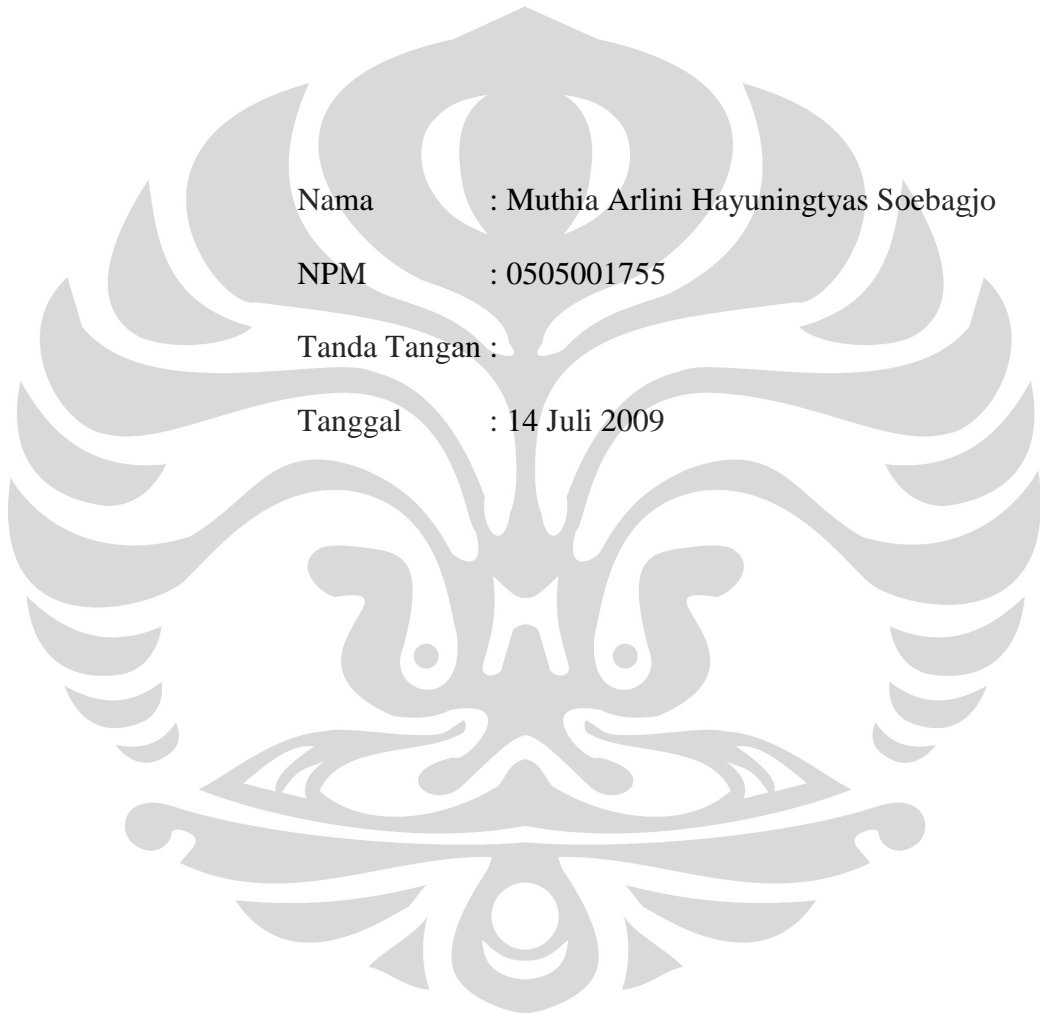 Nama : Muthia Arlini Hayuningtyas Soebagjo
NPM : 0505001755
Tanda Tangan :
Tanggal : 14 Juli 2009